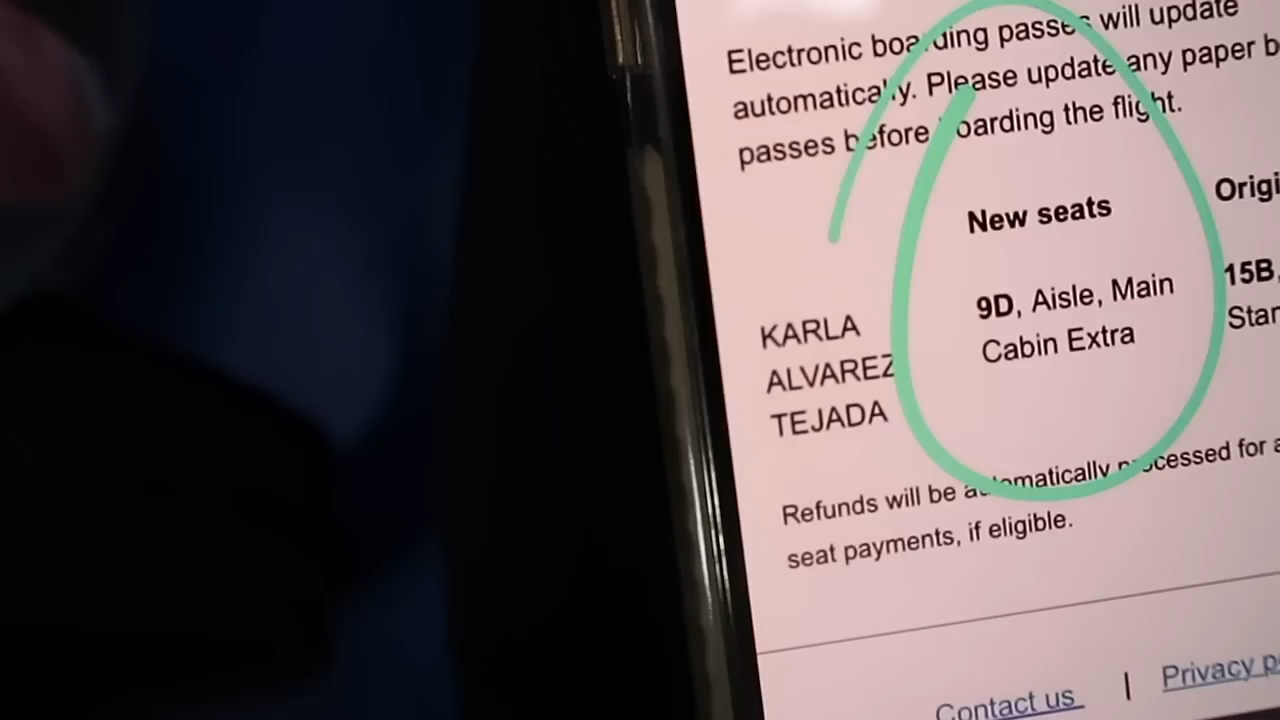 Electronic boarding passes will update
automatically. Please update any paper b
passes before boarding the flight.
New seats
Origi
9D, Aisle, Main
Cabin Extra
15B,
Star
KARLA
ALVAREZ
TEJADA
Refunds will be automatically processed for a
seat payments, if eligible.
Contact us | Privacy p